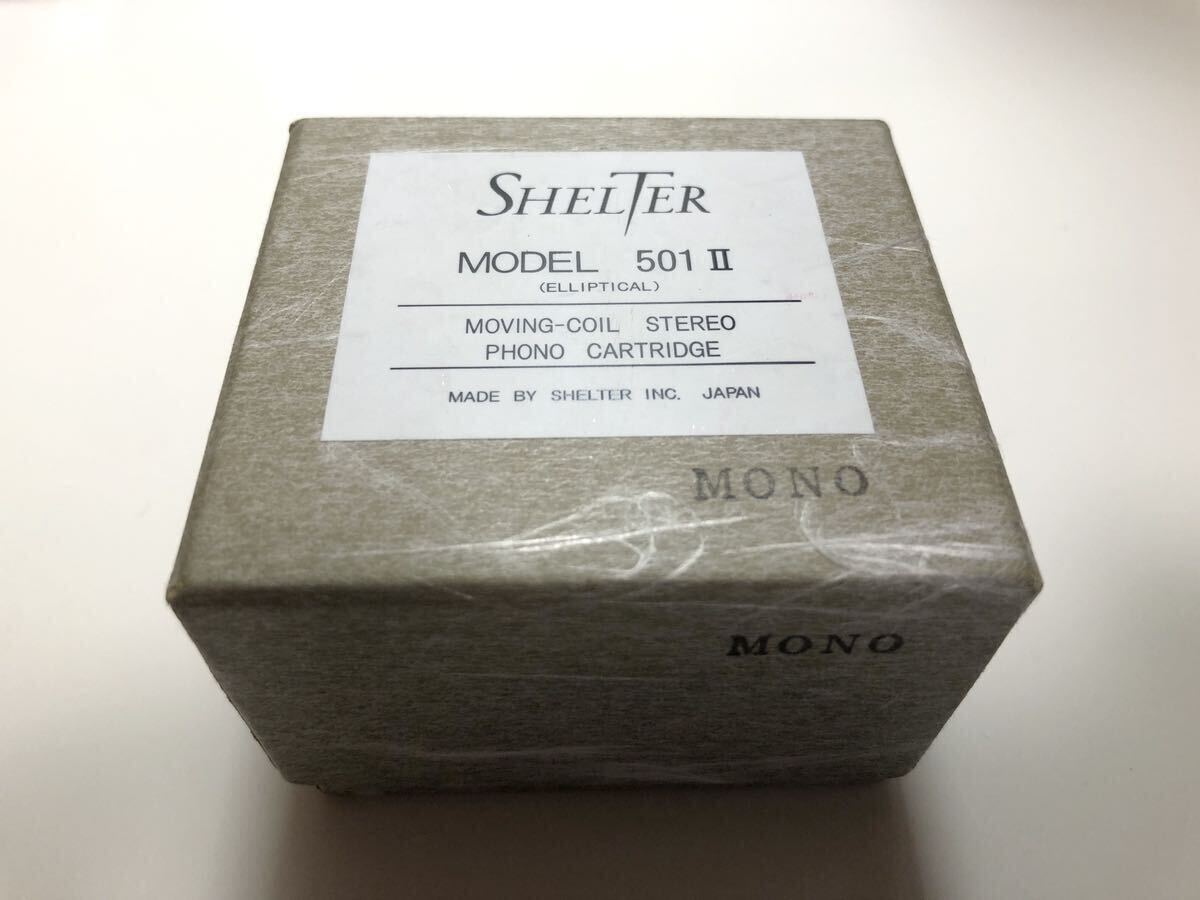 SHELTER
MODEL 501 II
(ELLIPTICAL)
MOVING-COIL STEREO
PHONO CARTRIDGE
MADE BY SHELTER INC. JAPAN
MONO
MONO